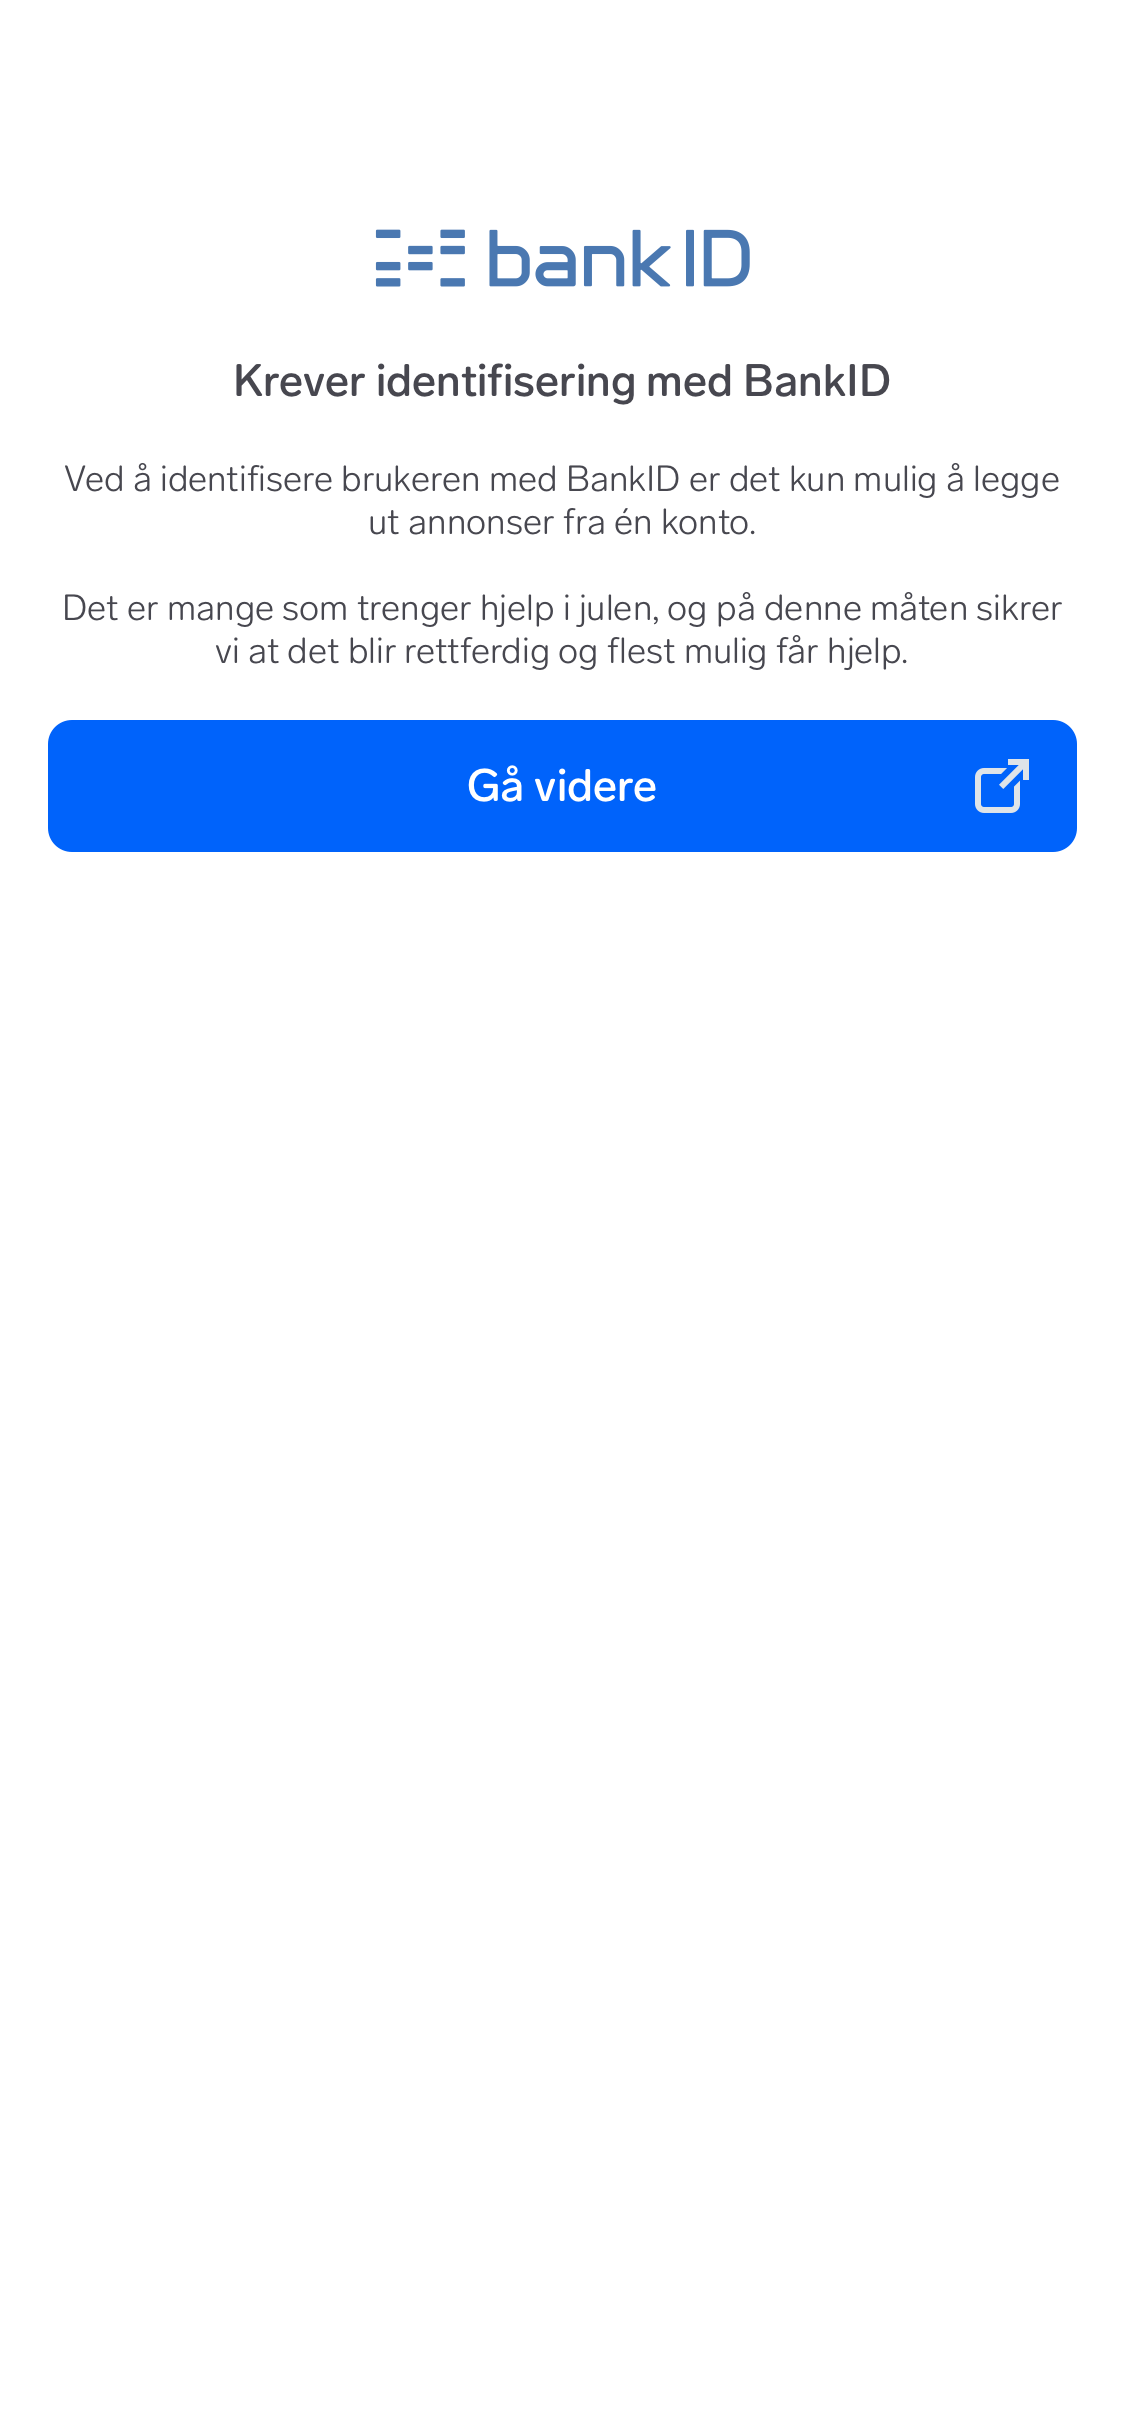 bank ID
Krever identifisering med BankID
Ved å identifisere brukeren med BankID er det kun mulig å legge
ut annonser fra én konto.
Det er mange som trenger hjelp i julen, og på denne måten sikrer
vi at det blir rettferdig og flest mulig får hjelp.
Gå videre